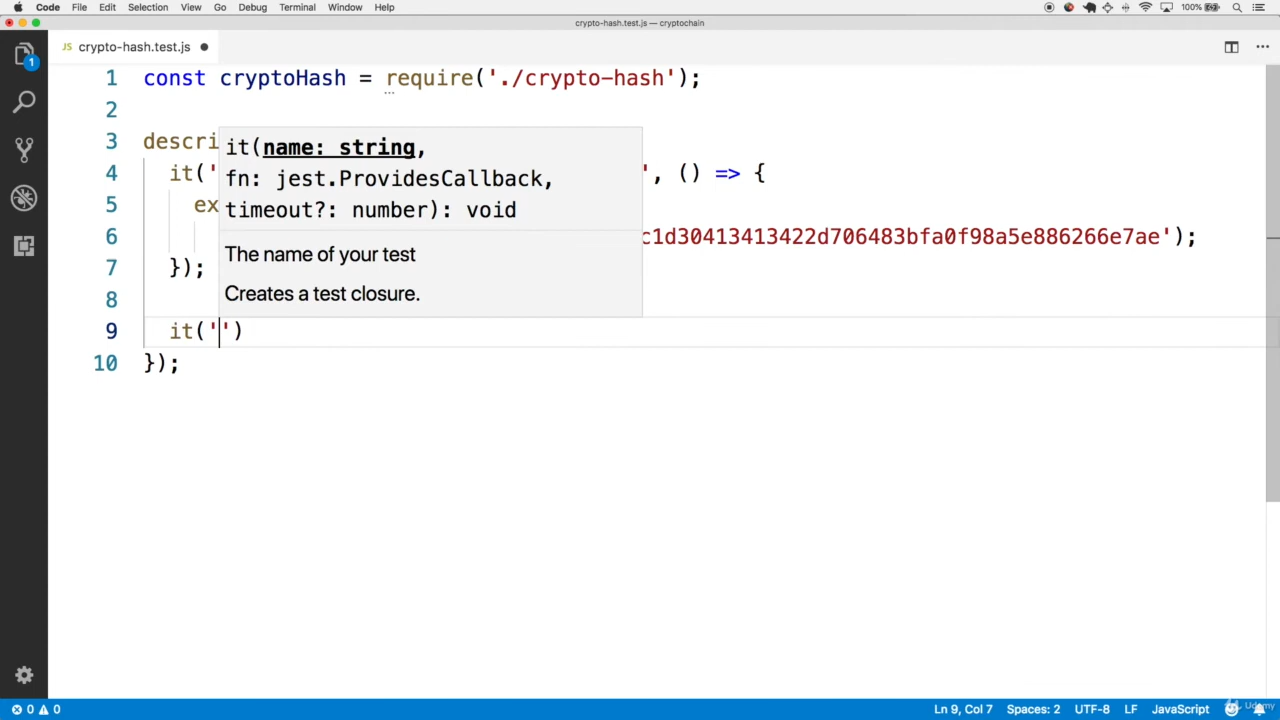 Code File Edit Selection View Go Debug Terminal Window Help 100%
crypto-hash.test.js — cryptochain
JS crypto-hash.test.js
1 const cryptoHash = require('./crypto-hash');
2
3 descri
it(name: string,
4 it(' ', () => {
fn: jest.ProvidesCallback,
5 ex
timeout?: number): void
6 c1d30413413422d706483bfa0f98a5e886266e7ae');
The name of your test
7 });
Creates a test closure.
8
9 it('')
10 });
1
0 0 Ln 9, Col 7 Spaces: 2 UTF-8 LF JavaScript
Udemy